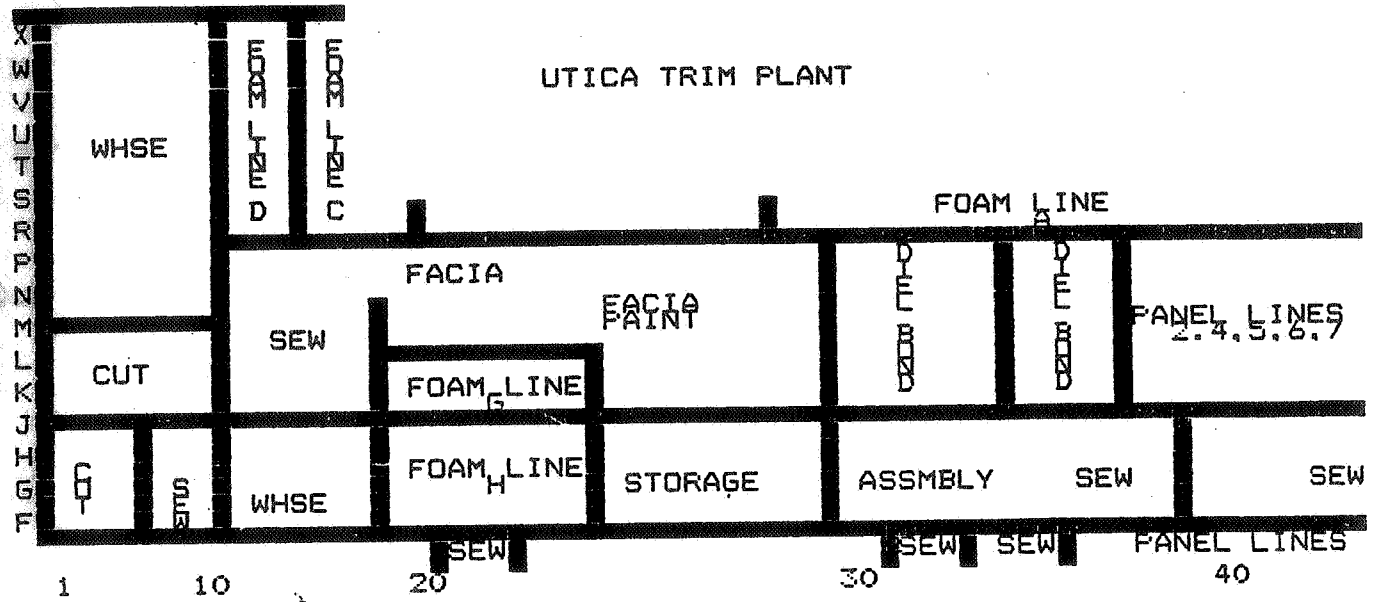 UTICA TRIM PLANT
X
W
V
U
T
S
R
P
N
M
L
K
J
H
G
F
WHSE
FOAM LINE D
FOAM LINE C
FOAM LINE
A
FACIA
FACIA
PAINT
SEW
DIEL BOND
DIEL BOND
PANEL LINES
2.4.5.6.7
CUT
FOAM LINE
G
CUT
SEW
WHSE
FOAM LINE
H
STORAGE
ASSMBLY
SEW
SEW
SEW
SEW
SEW
PANEL LINES
1
10
20
30
40